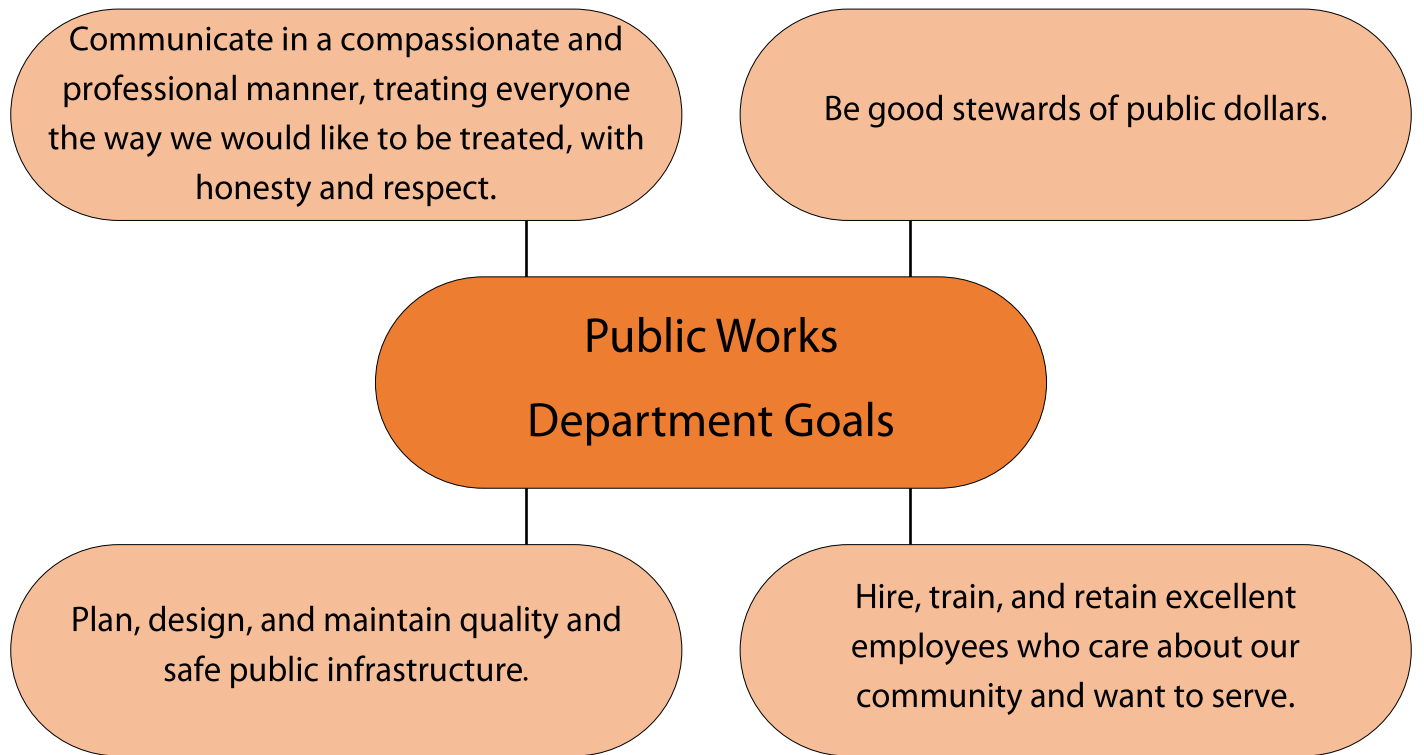 Communicate in a compassionate and
professional manner, treating everyone
the way we would like to be treated, with
honesty and respect.
Be good stewards of public dollars.
Public Works
Department Goals
Plan, design, and maintain quality and
safe public infrastructure.
Hire, train, and retain excellent
employees who care about our
community and want to serve.